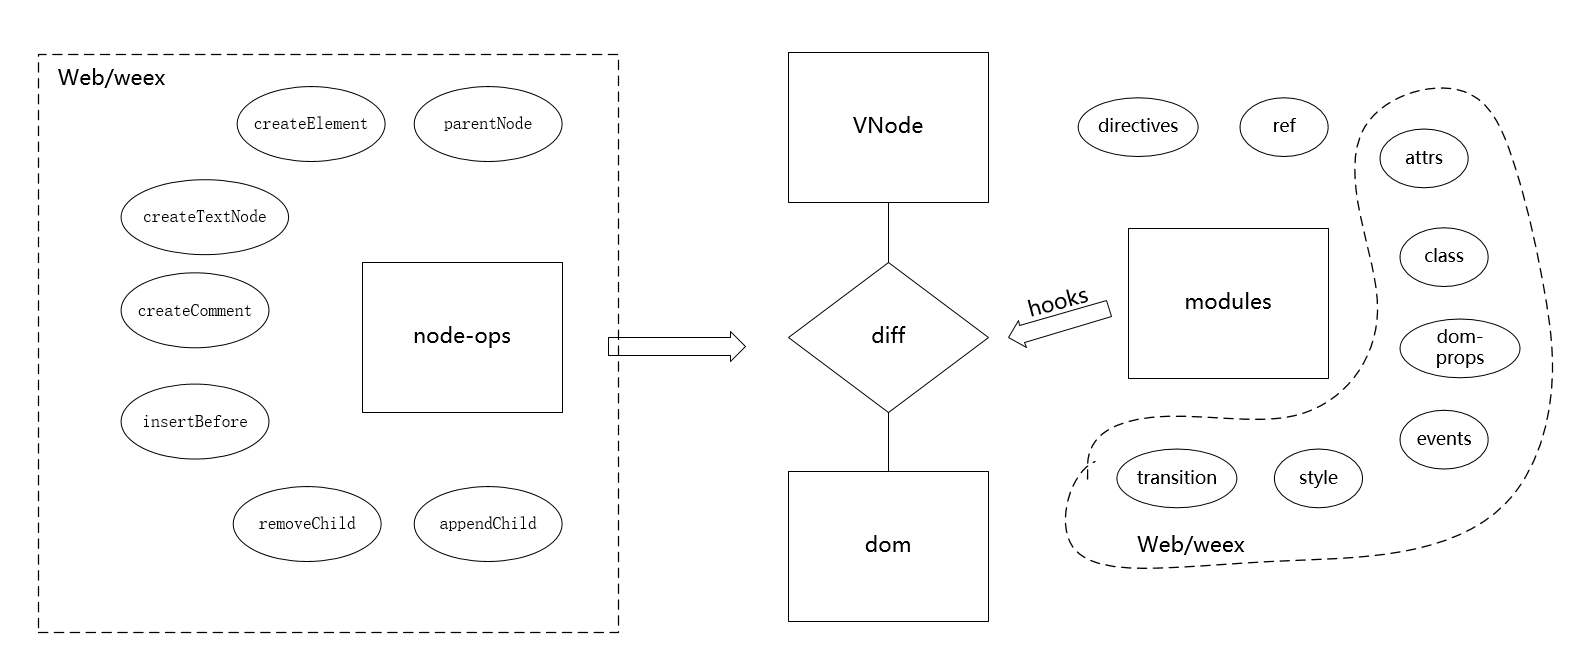 Web/weex
createElement
parentNode
createTextNode
createComment
node-ops
insertBefore
removeChild
appendChild
VNode
diff
dom
hooks
directives
ref
modules
attrs
class
dom-
props
events
transition
style
Web/weex